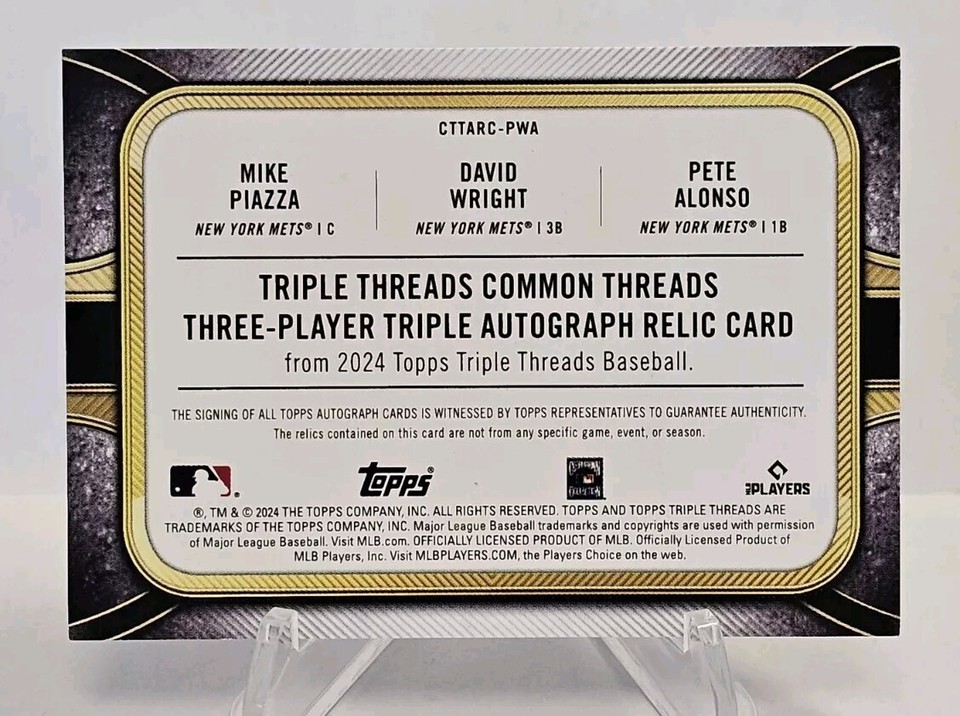 CTTARC-PWA
MIKE
PIAZZA
NEW YORK METS® | C
DAVID
WRIGHT
NEW YORK METS® | 3B
PETE
ALONSO
NEW YORK METS® | 1B
TRIPLE THREADS COMMON THREADS
THREE-PLAYER TRIPLE AUTOGRAPH RELIC CARD
from 2024 Topps Triple Threads Baseball.
THE SIGNING OF ALL TOPPS AUTOGRAPH CARDS IS WITNESSED BY TOPPS REPRESENTATIVES TO GUARANTEE AUTHENTICITY.
The relics contained on this card are not from any specific game, event, or season.
topps®
PLAYERS
®, TM & © 2024 THE TOPPS COMPANY, INC. ALL RIGHTS RESERVED. TOPPS AND TOPPS TRIPLE THREADS ARE
TRADEMARKS OF THE TOPPS COMPANY, INC. Major League Baseball trademarks and copyrights are used with permission
of Major League Baseball. Visit MLB.com. OFFICIALLY LICENSED PRODUCT OF MLB. Officially Licensed Product of
MLB Players, Inc. Visit MLBPLAYERS.COM, the Players Choice on the web.